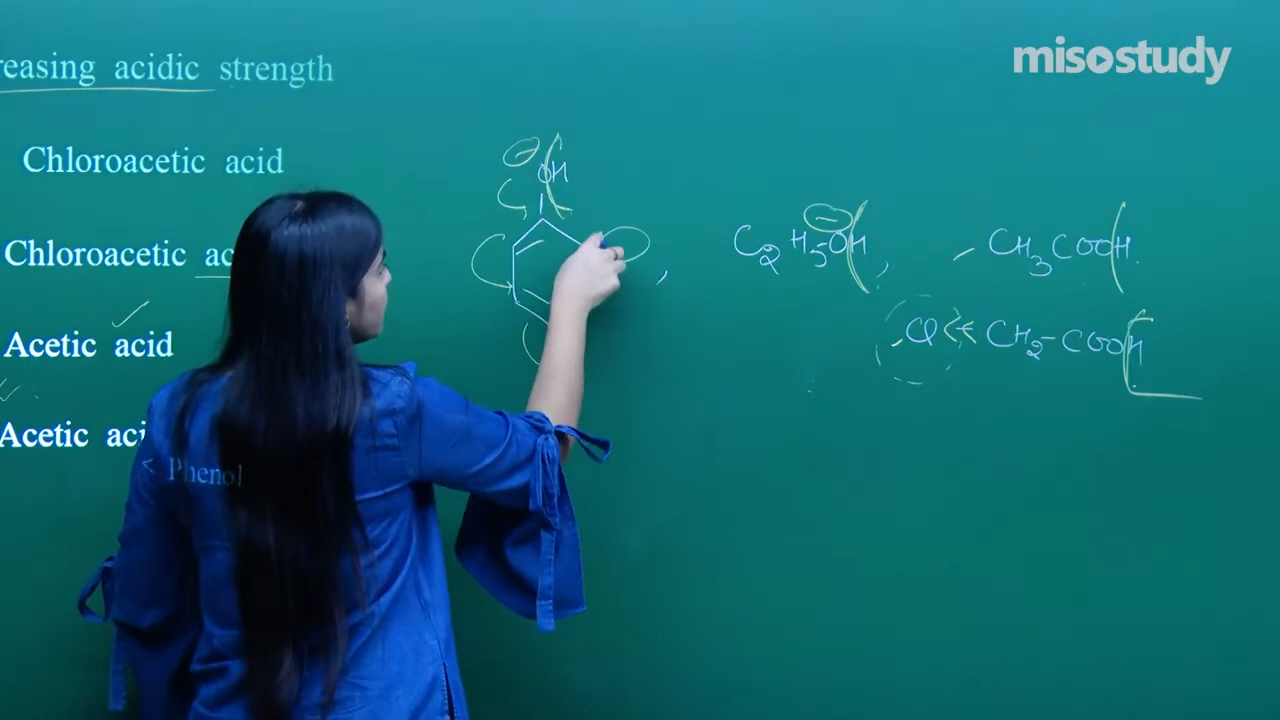 misostudy
reasing acidic strength
Chloroacetic acid
OH
C2H5OH, CH3COOH.
Chloroacetic ac
Cl CH2-COOH
Acetic acid
Acetic aci
< Phenol